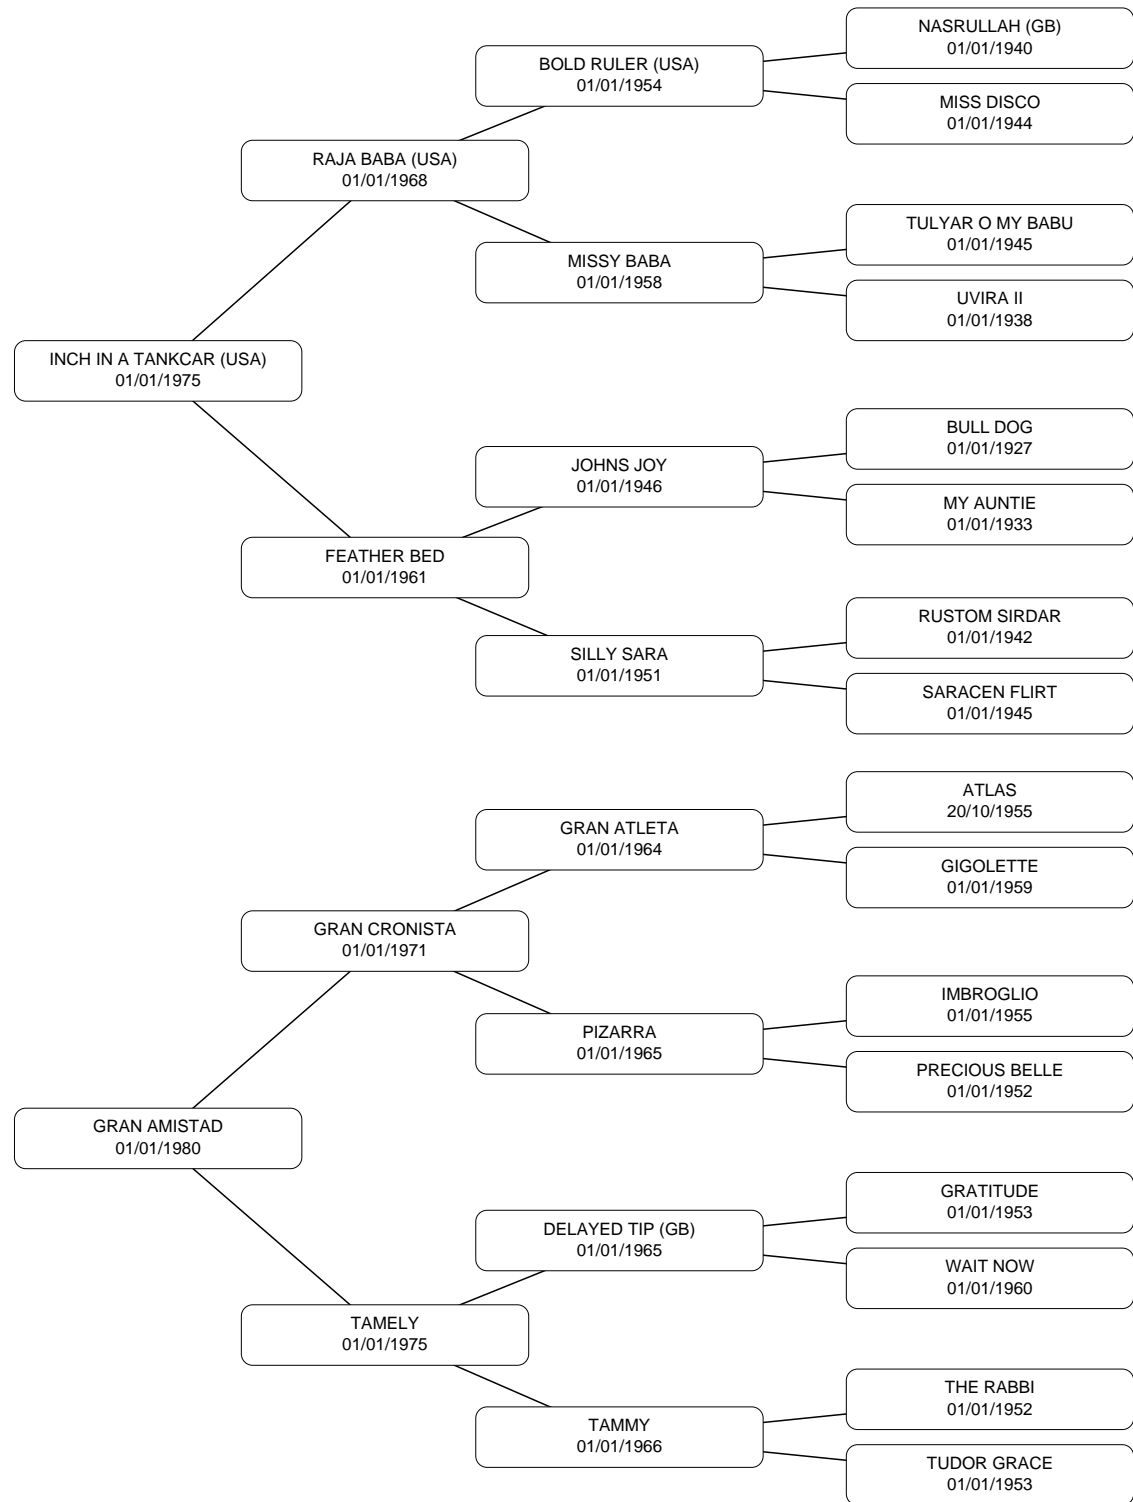 NASRULLAH (GB)
01/01/1940
BOLD RULER (USA)
01/01/1954
MISS DISCO
01/01/1944
RAJA BABA (USA)
01/01/1968
TULYAR O MY BABU
01/01/1945
MISSY BABA
01/01/1958
UVIRA II
01/01/1938
INCH IN A TANKCAR (USA)
01/01/1975
BULL DOG
01/01/1927
JOHNS JOY
01/01/1946
MY AUNTIE
01/01/1933
FEATHER BED
01/01/1961
RUSTOM SIRDAR
01/01/1942
SILLY SARA
01/01/1951
SARACEN FLIRT
01/01/1945
ATLAS
20/10/1955
GRAN ATLETA
01/01/1964
GIGOLETTE
01/01/1959
GRAN CRONISTA
01/01/1971
IMBROGLIO
01/01/1955
PIZARRA
01/01/1965
PRECIOUS BELLE
01/01/1952
GRAN AMISTAD
01/01/1980
GRATITUDE
01/01/1953
DELAYED TIP (GB)
01/01/1965
WAIT NOW
01/01/1960
TAMELY
01/01/1975
THE RABBI
01/01/1952
TAMMY
01/01/1966
TUDOR GRACE
01/01/1953